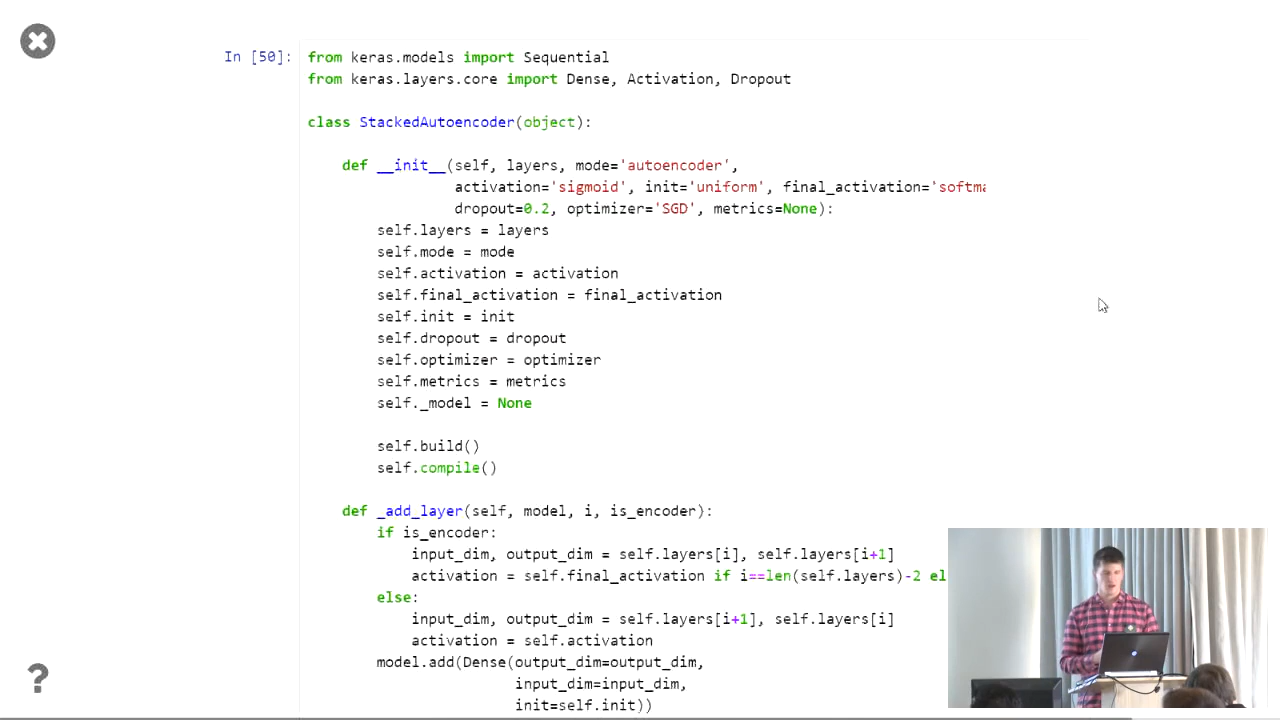 In [50]: from keras.models import Sequential
from keras.layers.core import Dense, Activation, Dropout
class StackedAutoencoder(object):
def __init__(self, layers, mode='autoencoder',
activation='sigmoid', init='uniform', final_activation='softma
dropout=0.2, optimizer='SGD', metrics=None):
self.layers = layers
self.mode = mode
self.activation = activation
self.final_activation = final_activation
self.init = init
self.dropout = dropout
self.optimizer = optimizer
self.metrics = metrics
self._model = None
self.build()
self.compile()
def _add_layer(self, model, i, is_encoder):
if is_encoder:
input_dim, output_dim = self.layers[i], self.layers[i+1]
activation = self.final_activation if i==len(self.layers)-2 el
else:
input_dim, output_dim = self.layers[i+1], self.layers[i]
activation = self.activation
model.add(Dense(output_dim=output_dim,
input_dim=input_dim,
init=self.init))
?